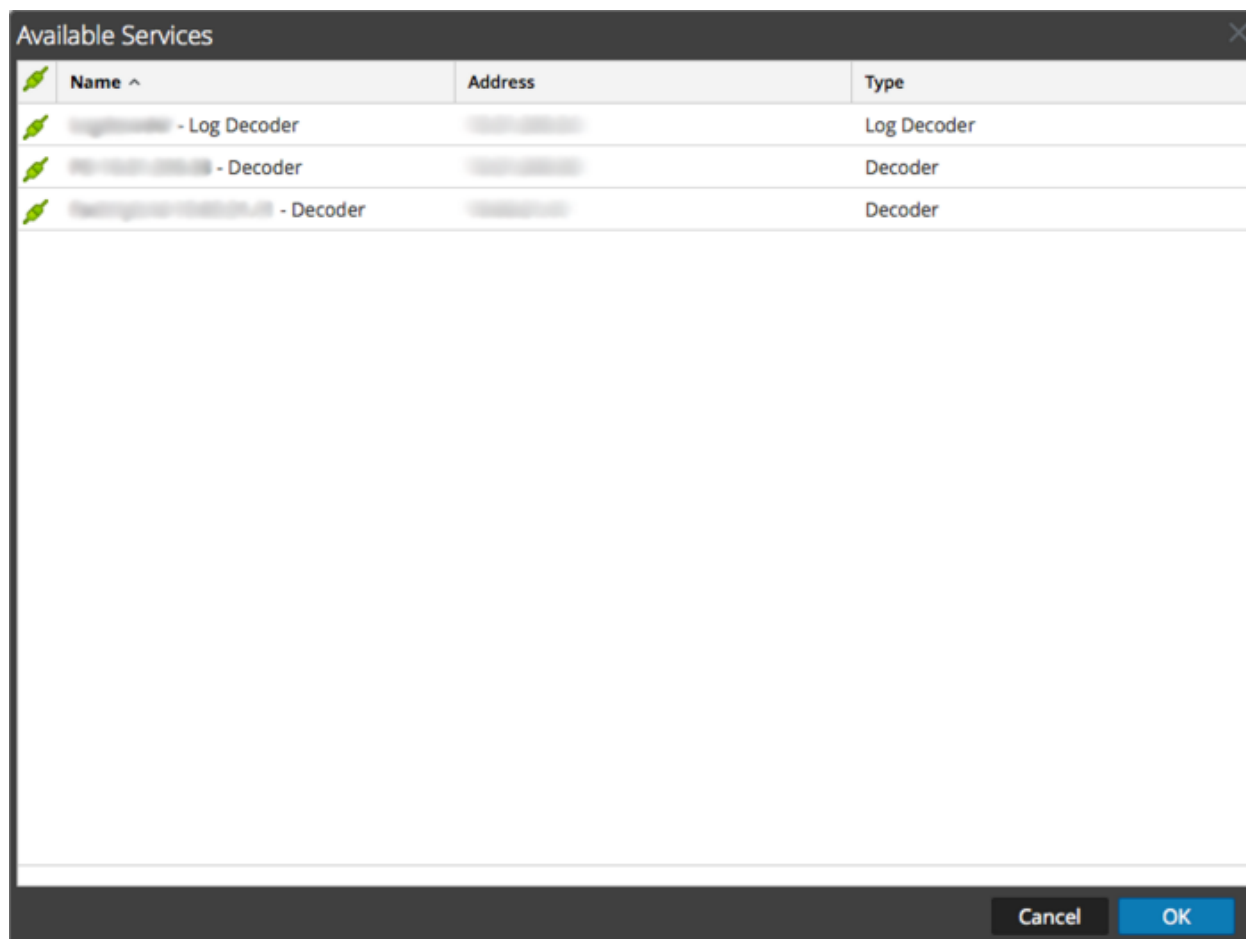 Available Services
Name Address Type
- Log Decoder Log Decoder
- Decoder Decoder
- Decoder Decoder
Cancel OK